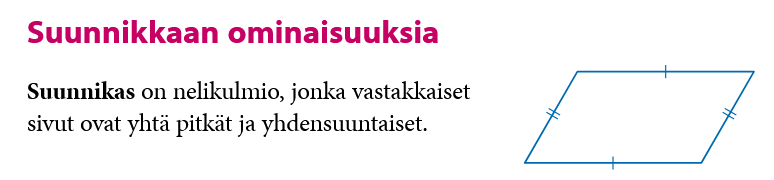 Suunnikkaan ominaisuuksia
Suunnikas on nelikulmio, jonka vastakkaiset
sivut ovat yhtä pitkät ja yhdensuuntaiset.